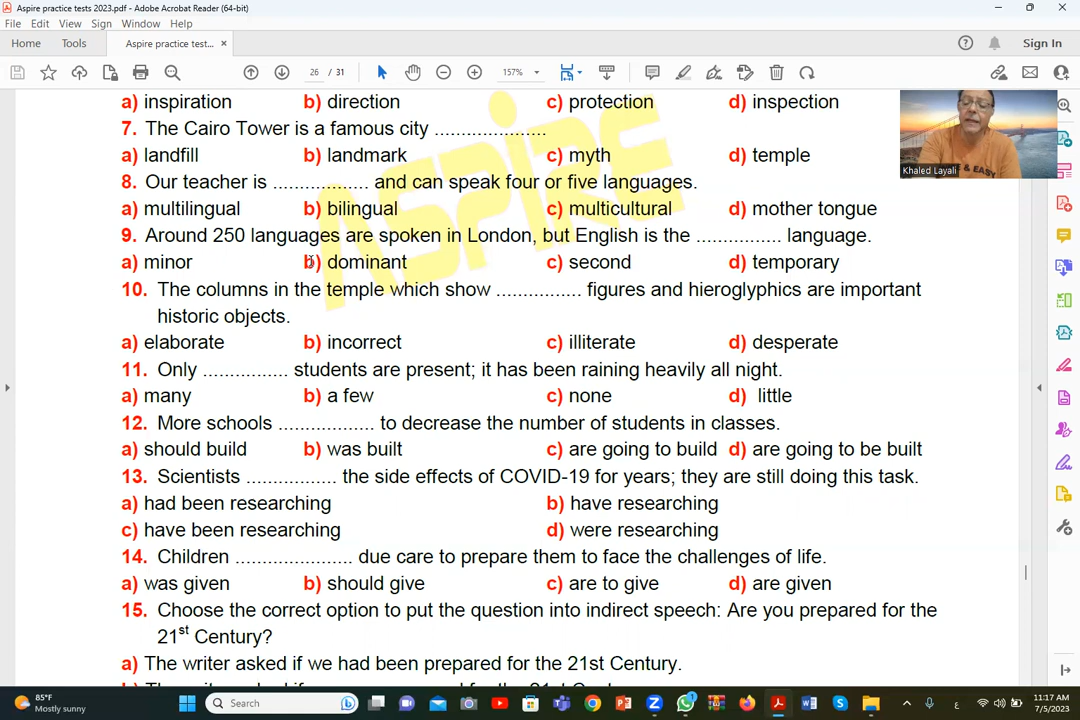 Aspire practice tests 2023.pdf - Adobe Acrobat Reader (64-bit)
File Edit View Sign Window Help
Home Tools Aspire practice test... × Sign In
26 / 31 157%
a) inspiration b) direction c) protection d) inspection
7. The Cairo Tower is a famous city .....................
a) landfill b) landmark c) myth d) temple
8. Our teacher is .................. and can speak four or five languages.
a) multilingual b) bilingual c) multicultural d) mother tongue
9. Around 250 languages are spoken in London, but English is the ................ language.
a) minor b) dominant c) second d) temporary
10. The columns in the temple which show ................ figures and hieroglyphics are important
historic objects.
a) elaborate b) incorrect c) illiterate d) desperate
11. Only ................ students are present; it has been raining heavily all night.
a) many b) a few c) none d) little
12. More schools .................. to decrease the number of students in classes.
a) should build b) was built c) are going to build d) are going to be built
13. Scientists ................. the side effects of COVID-19 for years; they are still doing this task.
a) had been researching b) have researching
c) have been researching d) were researching
14. Children ...................... due care to prepare them to face the challenges of life.
a) was given b) should give c) are to give d) are given
15. Choose the correct option to put the question into indirect speech: Are you prepared for the
21st Century?
a) The writer asked if we had been prepared for the 21st Century.
ASPIRE
Khaled Layali
& EASY
85°F
Mostly sunny
Search
ع
11:17 AM
7/5/2023